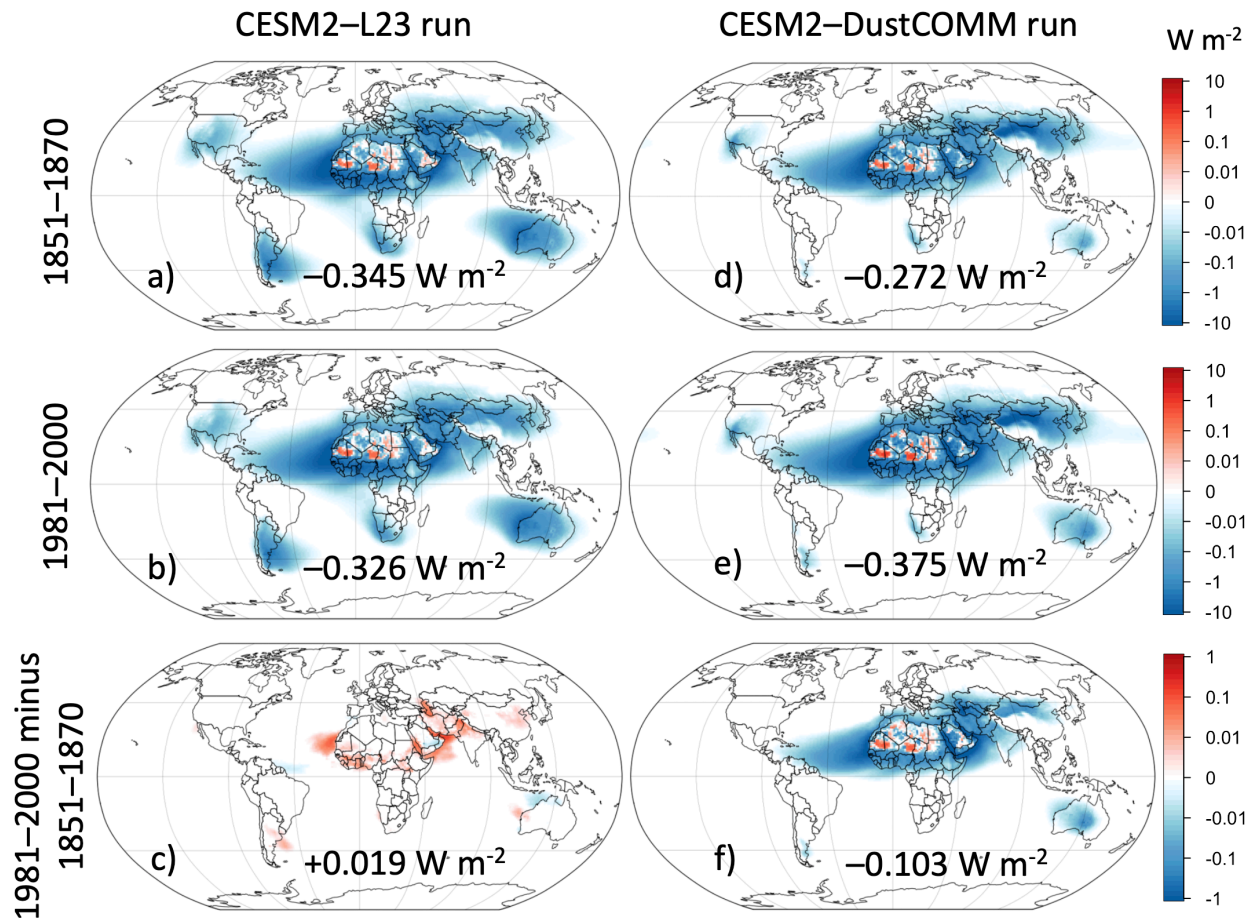 CESM2–L23 run
CESM2–DustCOMM run
W m-2
1851–1870
a)
–0.345 W m-2
d)
–0.272 W m-2
10
1
0.1
0.01
0
-0.01
-0.1
-1
-10
1981–2000
b)
–0.326 W m-2
e)
–0.375 W m-2
10
1
0.1
0.01
0
-0.01
-0.1
-1
-10
1981–2000 minus
1851–1870
c)
+0.019 W m-2
f)
–0.103 W m-2
1
0.1
0.01
0
-0.01
-0.1
-1